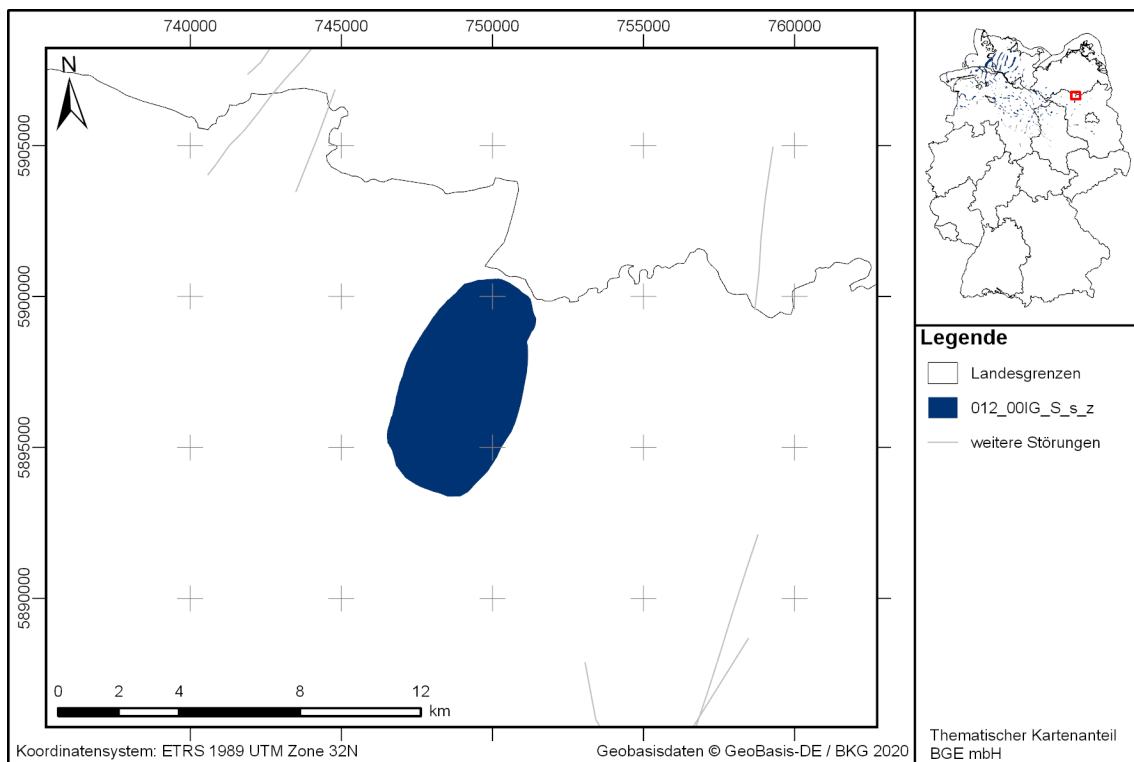 740000 745000 750000 755000 760000
N
5905000
5900000
5895000
5890000
0 2 4 8 12
km
Koordinatensystem: ETRS 1989 UTM Zone 32N
Geobasisdaten © GeoBasis-DE / BKG 2020
Legende
Landesgrenzen
012_00IG_S_s_z
weitere Störungen
Thematischer Kartenanteil
BGE mbH